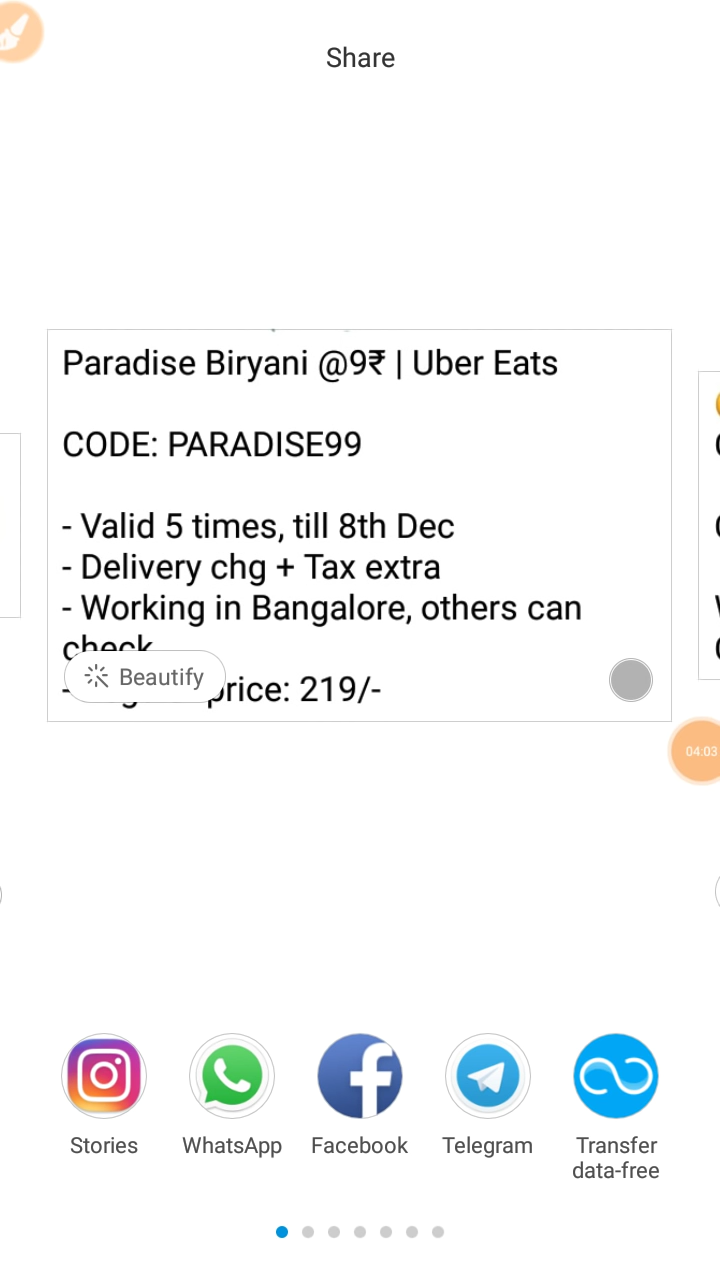 Share
Paradise Biryani @9₹ | Uber Eats
CODE: PARADISE99
- Valid 5 times, till 8th Dec
- Delivery chg + Tax extra
- Working in Bangalore, others can
check
Beautify
- price: 219/-
04:03
Stories
WhatsApp
Facebook
Telegram
Transfer
data-free